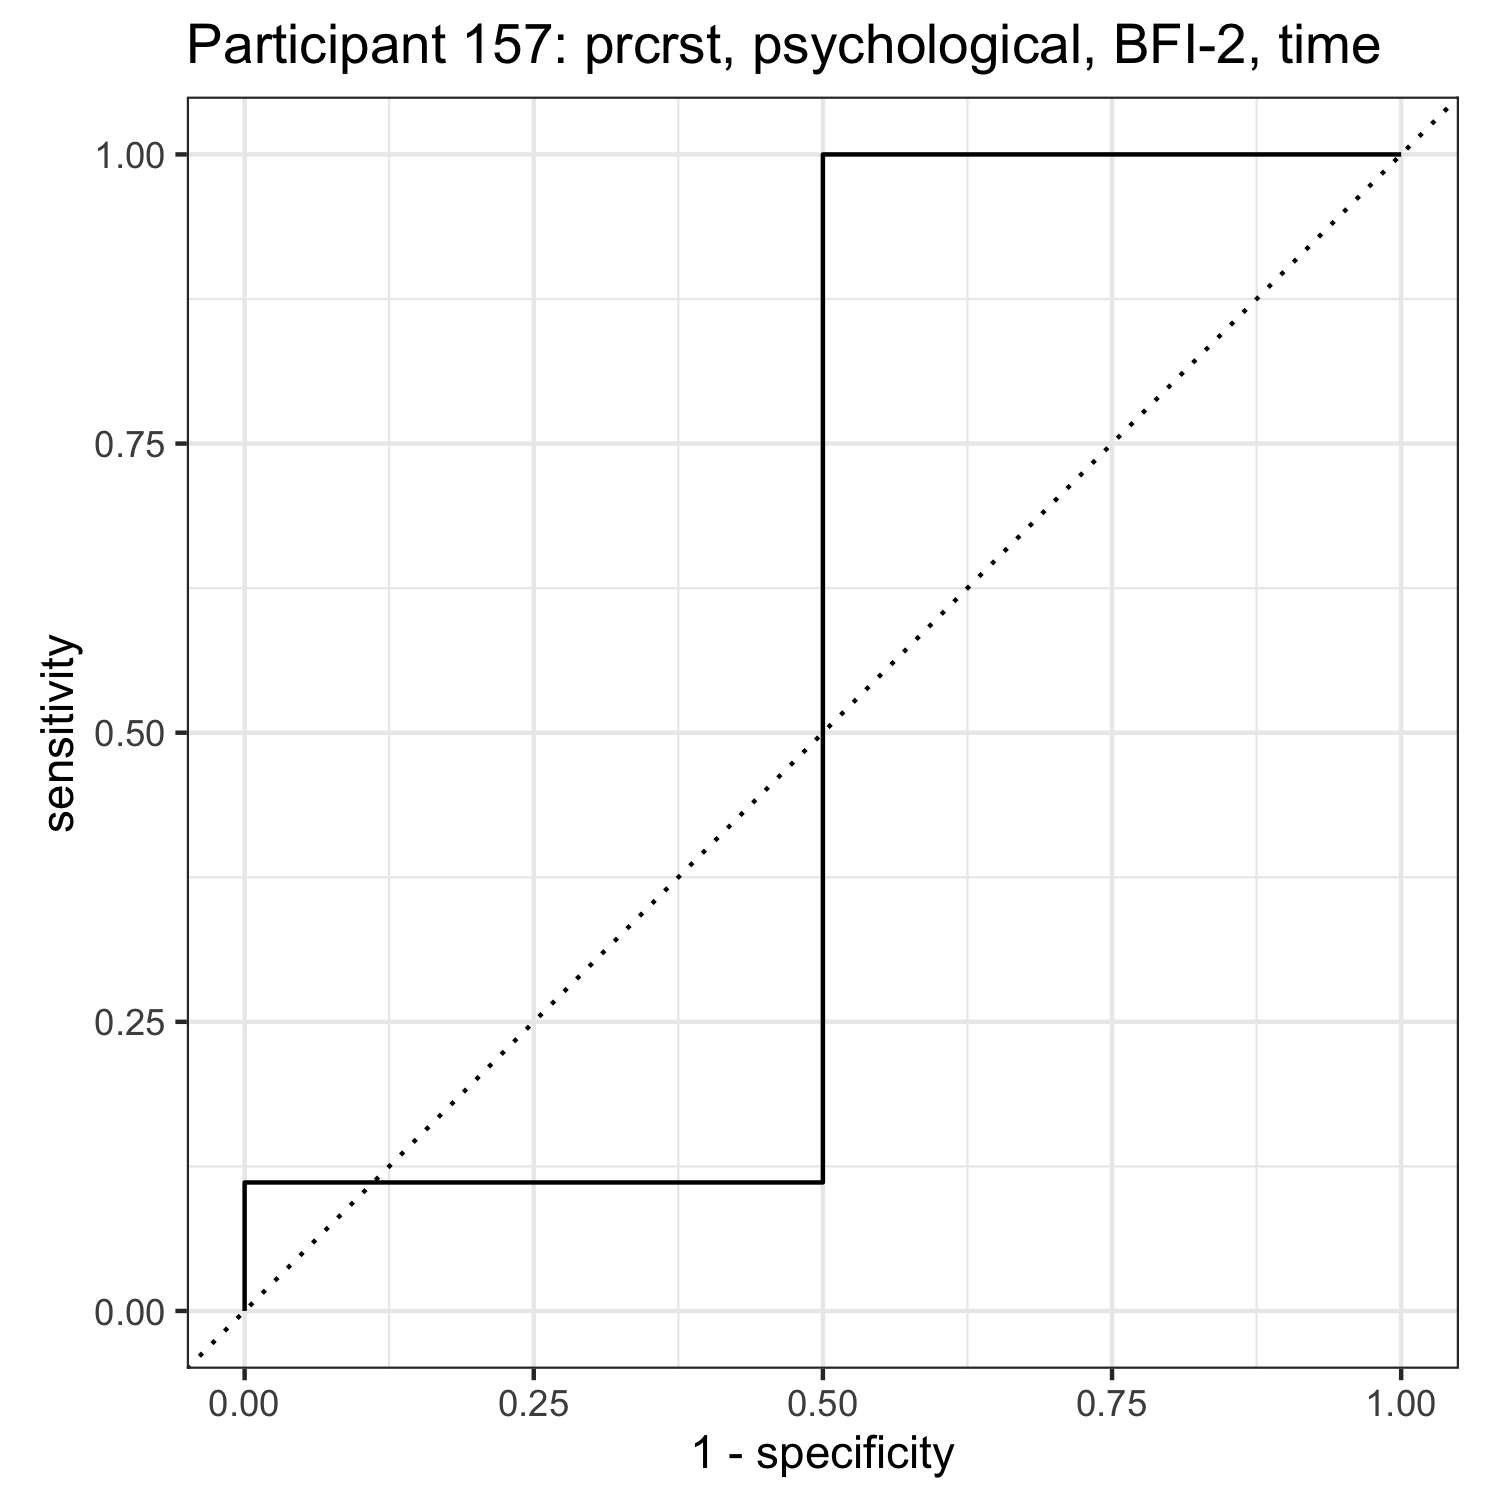 Participant 157: prcrst, psychological, BFI-2, time
1.00
0.75
0.50
0.25
0.00
sensitivity
0.00 0.25 0.50 0.75 1.00
1 - specificity